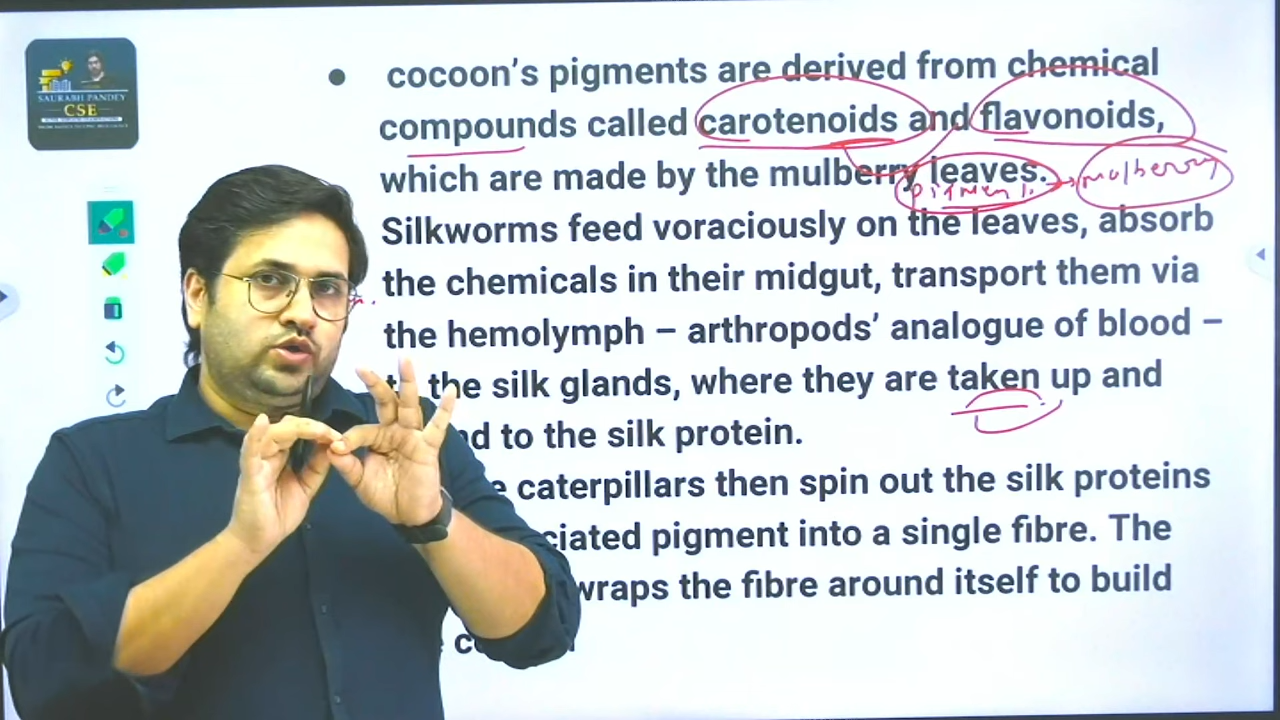 SAURABH PANDEY
CSE
cocoon’s pigments are derived from chemical
compounds called carotenoids and flavonoids,
which are made by the mulberry leaves.
pigment → mulberry
Silkworms feed voraciously on the leaves, absorb
the chemicals in their midgut, transport them via
the hemolymph – arthropods’ analogue of blood –
the silk glands, where they are taken up and
to the silk protein.
caterpillars then spin out the silk proteins
pigment into a single fibre. The
wraps the fibre around itself to build